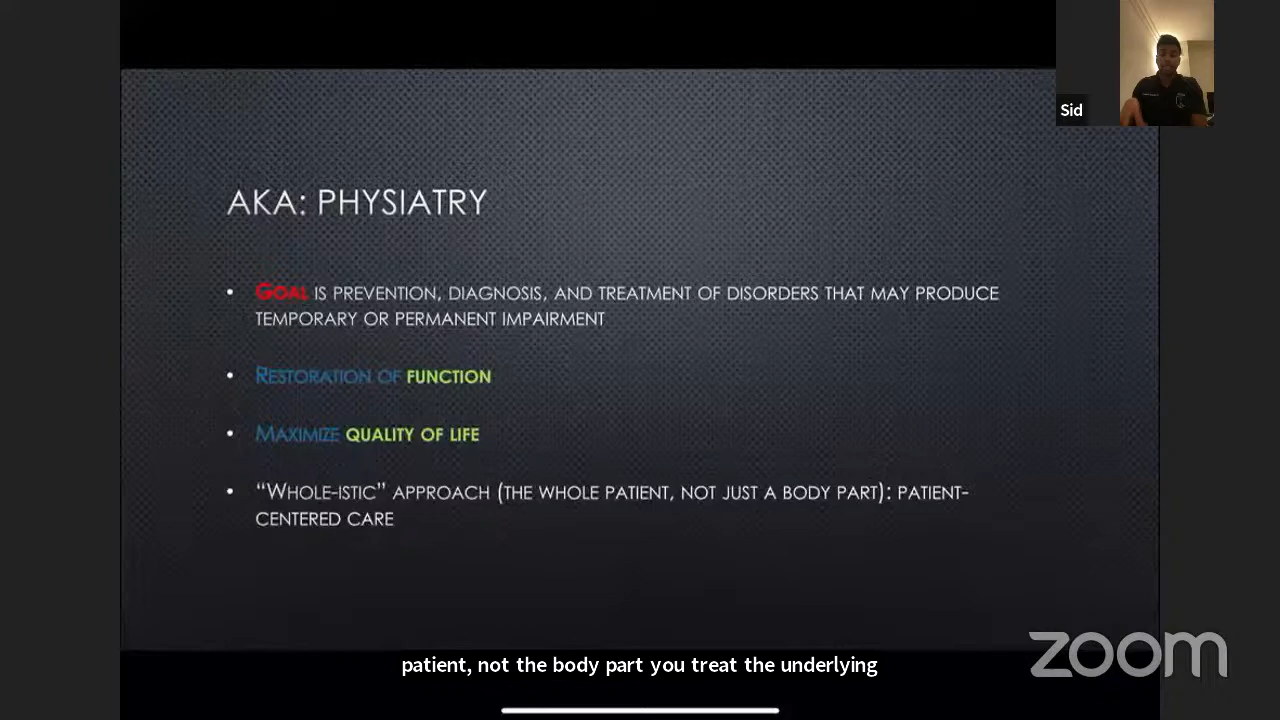 Sid
AKA: PHYSIATRY
• GOAL IS PREVENTION, DIAGNOSIS, AND TREATMENT OF DISORDERS THAT MAY PRODUCE
TEMPORARY OR PERMANENT IMPAIRMENT
• RESTORATION OF FUNCTION
• MAXIMIZE QUALITY OF LIFE
• “WHOLE-ISTIC” APPROACH (THE WHOLE PATIENT, NOT JUST A BODY PART): PATIENT-
CENTERED CARE
zoom
patient, not the body part you treat the underlying